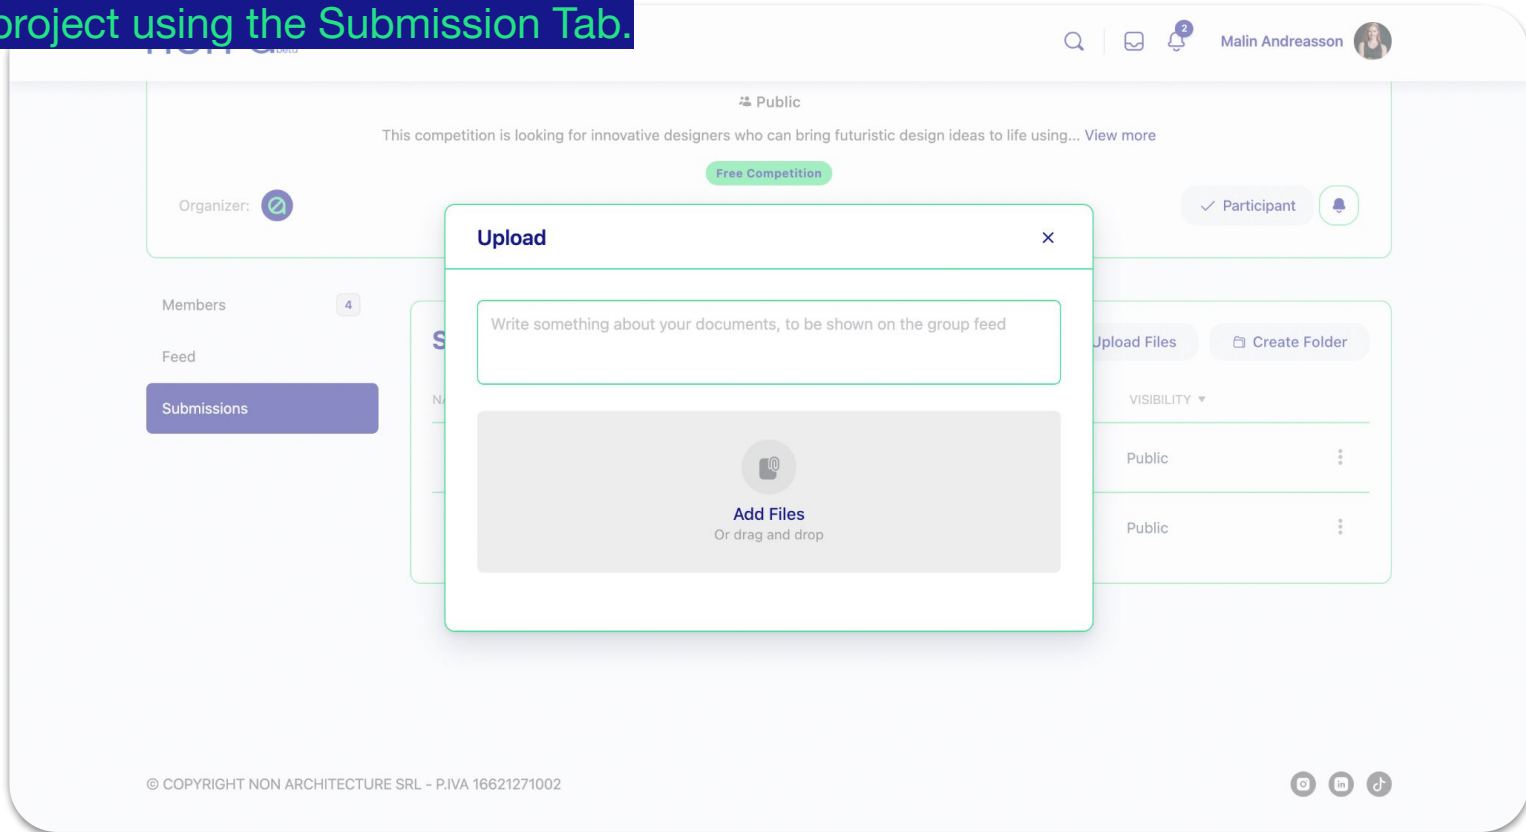 project using the Submission Tab.
beta
2
Malin Andreasson
Public
This competition is looking for innovative designers who can bring futuristic design ideas to life using... View more
Free Competition
Organizer:
Participant
Upload
Members 4
Write something about your documents, to be shown on the group feed
Upload Files
Create Folder
Feed
VISIBILITY
Submissions
Public
Add Files
Or drag and drop
Public
© COPYRIGHT NON ARCHITECTURE SRL - P.IVA 16621271002
in